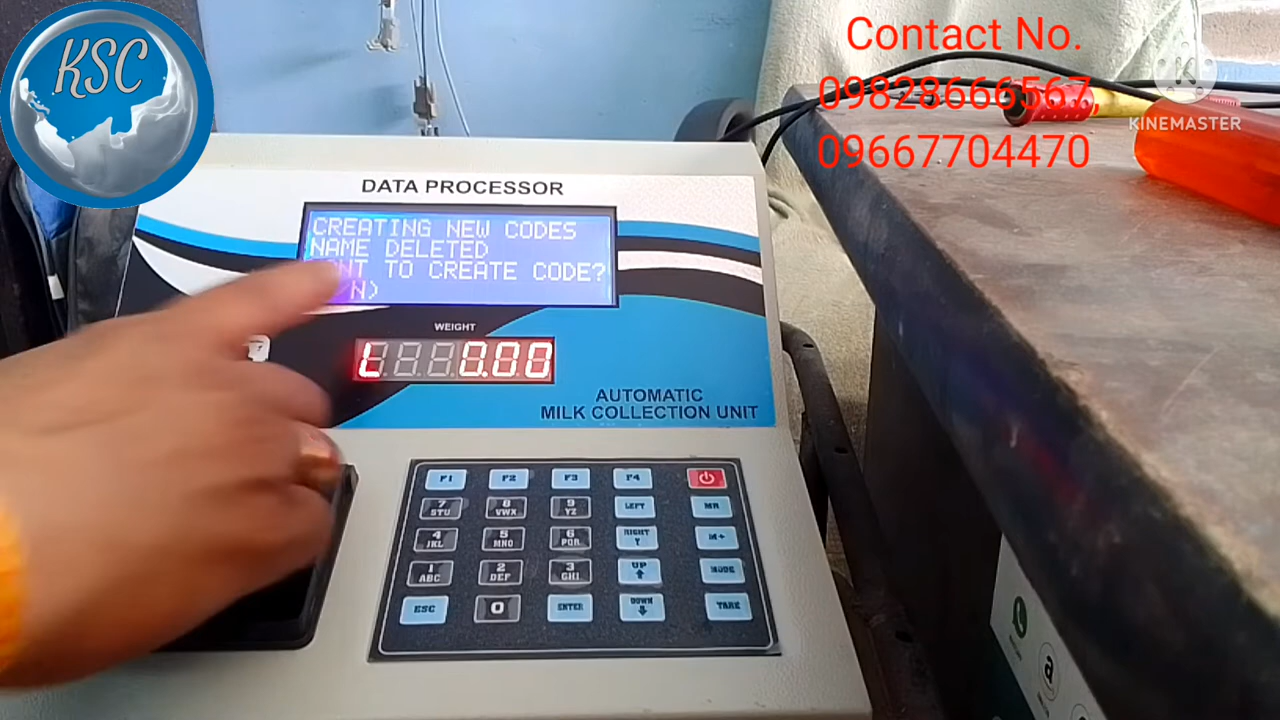 KSC
Contact No.
09828666567,
09667704470
KINEMASTER
DATA PROCESSOR
CREATING NEW CODES
NAME DELETED
TO CREATE CODE?
N)
WEIGHT
t 0.00
AUTOMATIC
MILK COLLECTION UNIT
F1 F2 F3 F4
7 STU 8 VWX 9 YZ LEFT MR
4 JKL 5 MNO 6 PQR RIGHT Y M+
1 ABC 2 DEF 3 GHI UP MODE
ESC 0 ENTER DOWN TARE
a